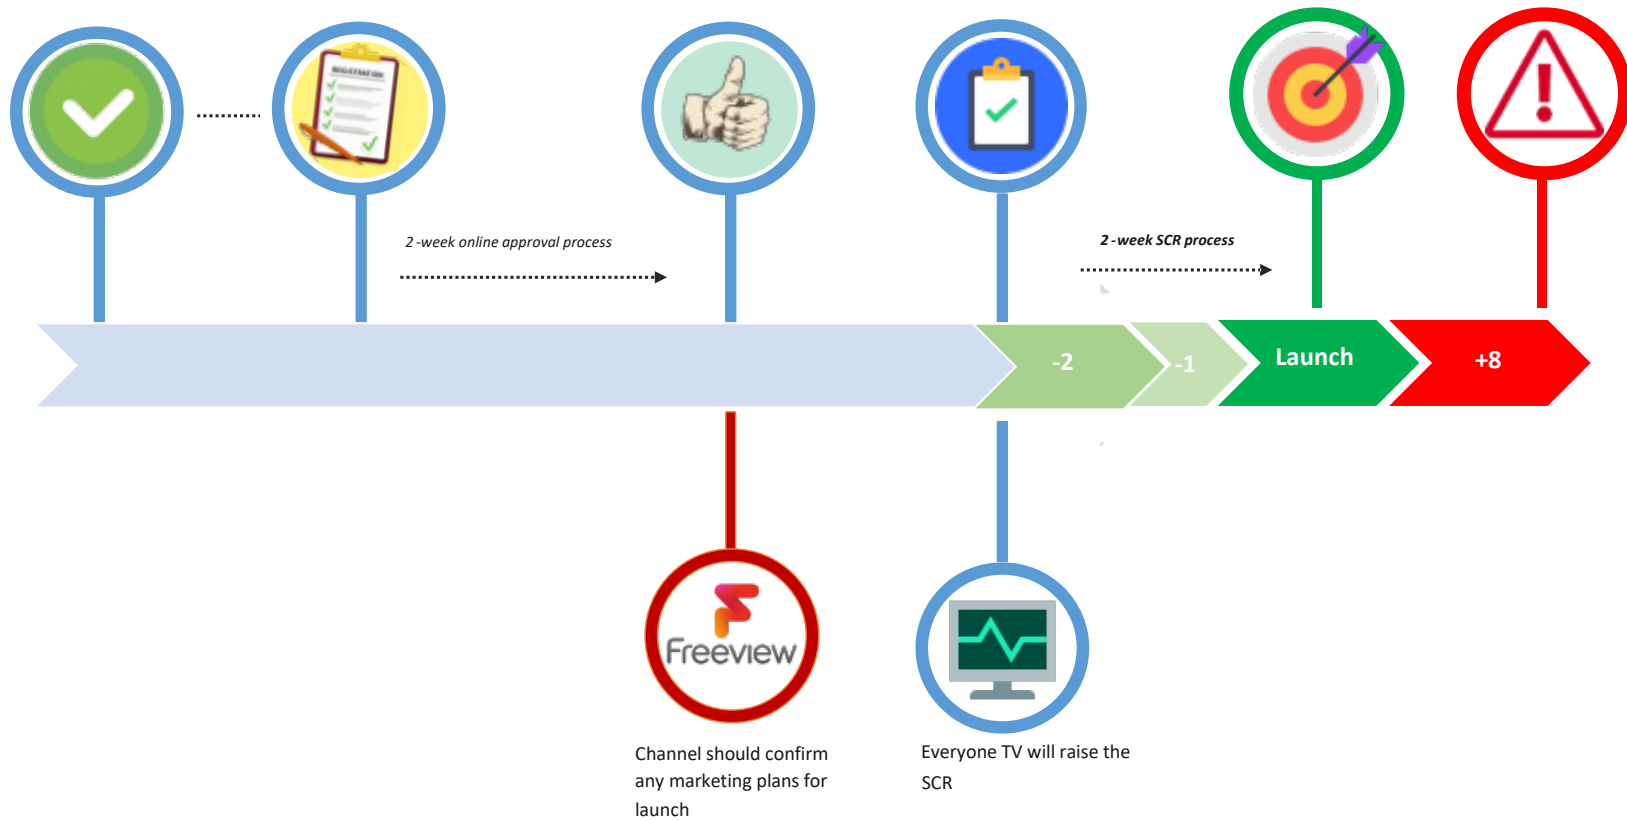 REGISTRATION
2-week online approval process
2-week SCR process
-2
-1
Launch
+8
Freeview
Channel should confirm
any marketing plans for
launch
Everyone TV will raise the
SCR